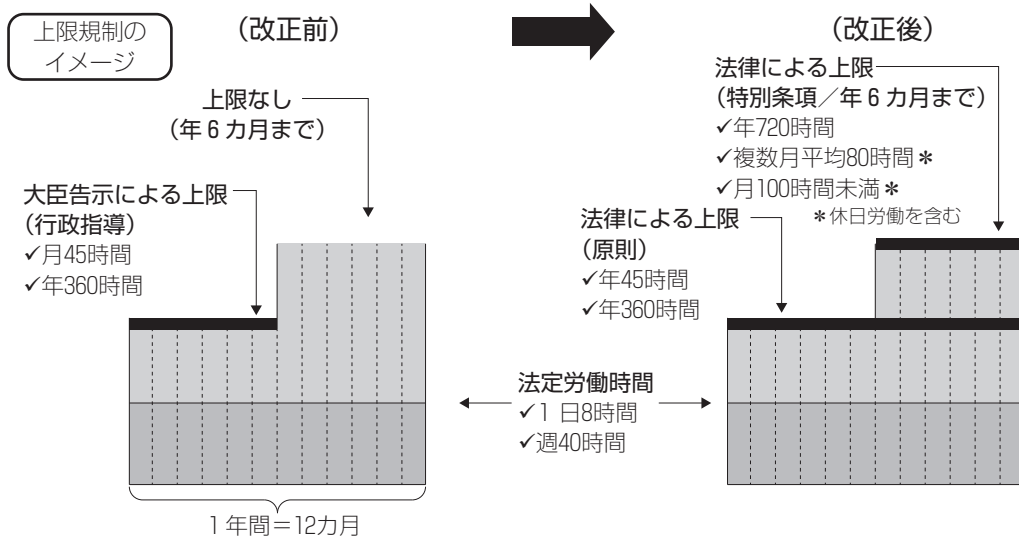 上限規制の
イメージ
（改正前）
上限なし
（年６カ月まで）
大臣告示による上限
（行政指導）
✓月45時間
✓年360時間
法定労働時間
✓１日8時間
✓週40時間
１年間＝12カ月
（改正後）
法律による上限
（特別条項／年６カ月まで）
✓年720時間
✓複数月平均80時間＊
✓月100時間未満＊
＊休日労働を含む
法律による上限
（原則）
✓年45時間
✓年360時間